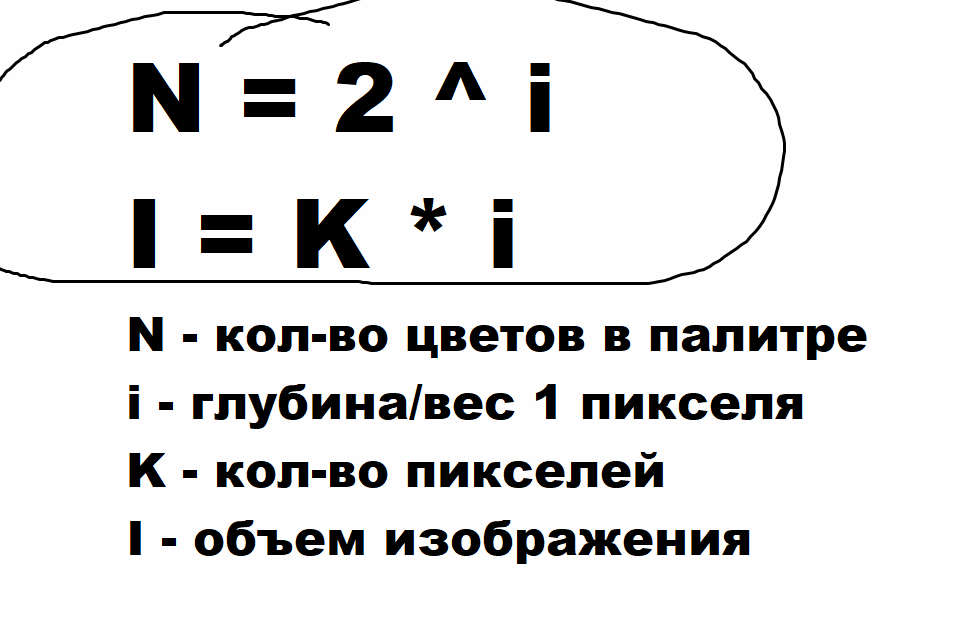 N = 2 ^ i
I = K * i
N - кол-во цветов в палитре
i - глубина/вес 1 пикселя
K - кол-во пикселей
I - объем изображения